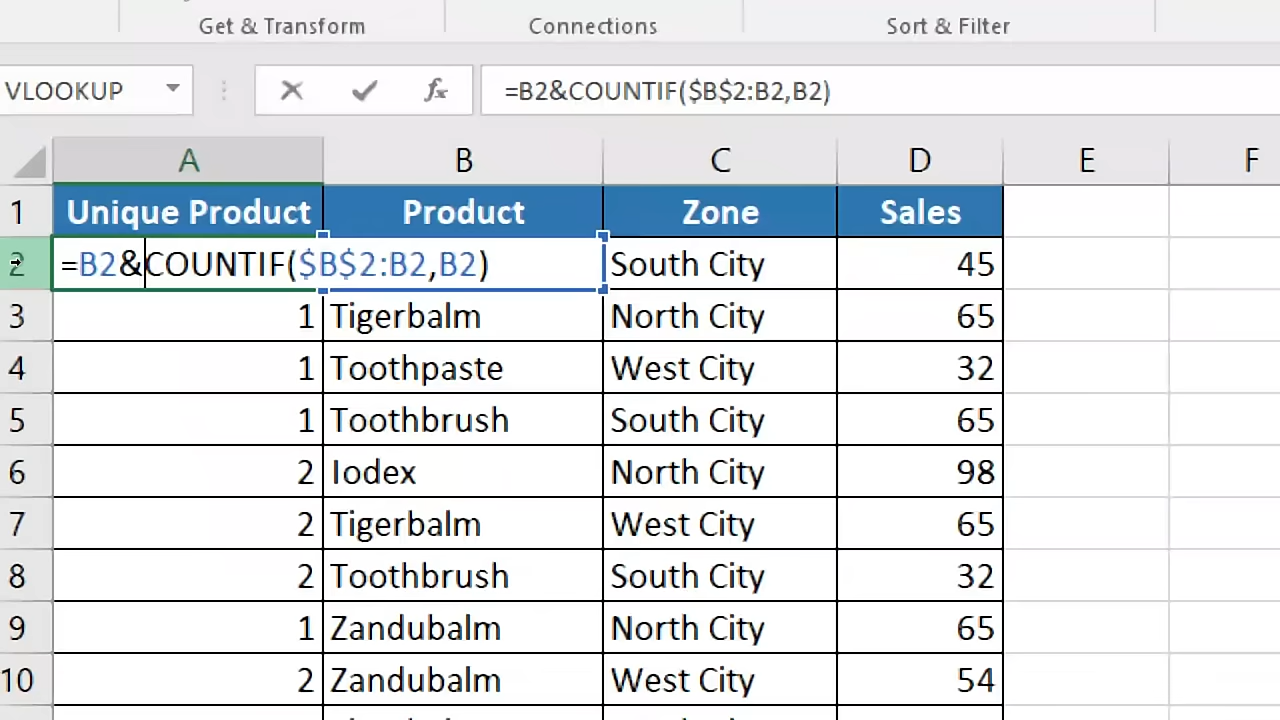 Get & Transform Connections Sort & Filter
VLOOKUP fx =B2&COUNTIF($B$2:B2,B2)
A B C D E F
1 Unique Product Product Zone Sales
2 =B2&COUNTIF($B$2:B2,B2) South City 45
3 1 Tigerbalm North City 65
4 1 Toothpaste West City 32
5 1 Toothbrush South City 65
6 2 Iodex North City 98
7 2 Tigerbalm West City 65
8 2 Toothbrush South City 32
9 1 Zandubalm North City 65
10 2 Zandubalm West City 54